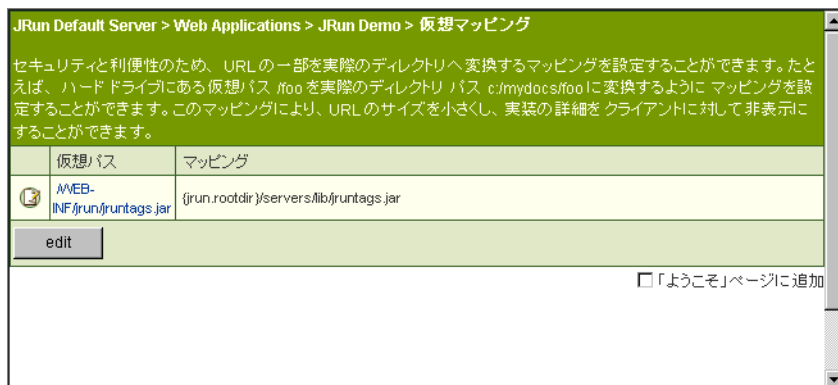 JRun Default Server > Web Applications > JRun Demo > 仮想マッピング
セキュリティと利便性のため、URLの一部を実際のディレクトリへ変換するマッピングを設定することができます。たと
えば、ハードドライブにある仮想パス /foo を実際のディレクトリ パス c:/mydocs/foo に変換するように マッピングを設
定することができます。このマッピングにより、URLのサイズを小さくし、実装の詳細をクライアントに対して非表示に
することができます。
仮想パス マッピング
/WEB-
INF/jrun/jruntags.jar {jrun.rootdir}/servers/lib/jruntags.jar
edit
「ようこそ」ページに追加